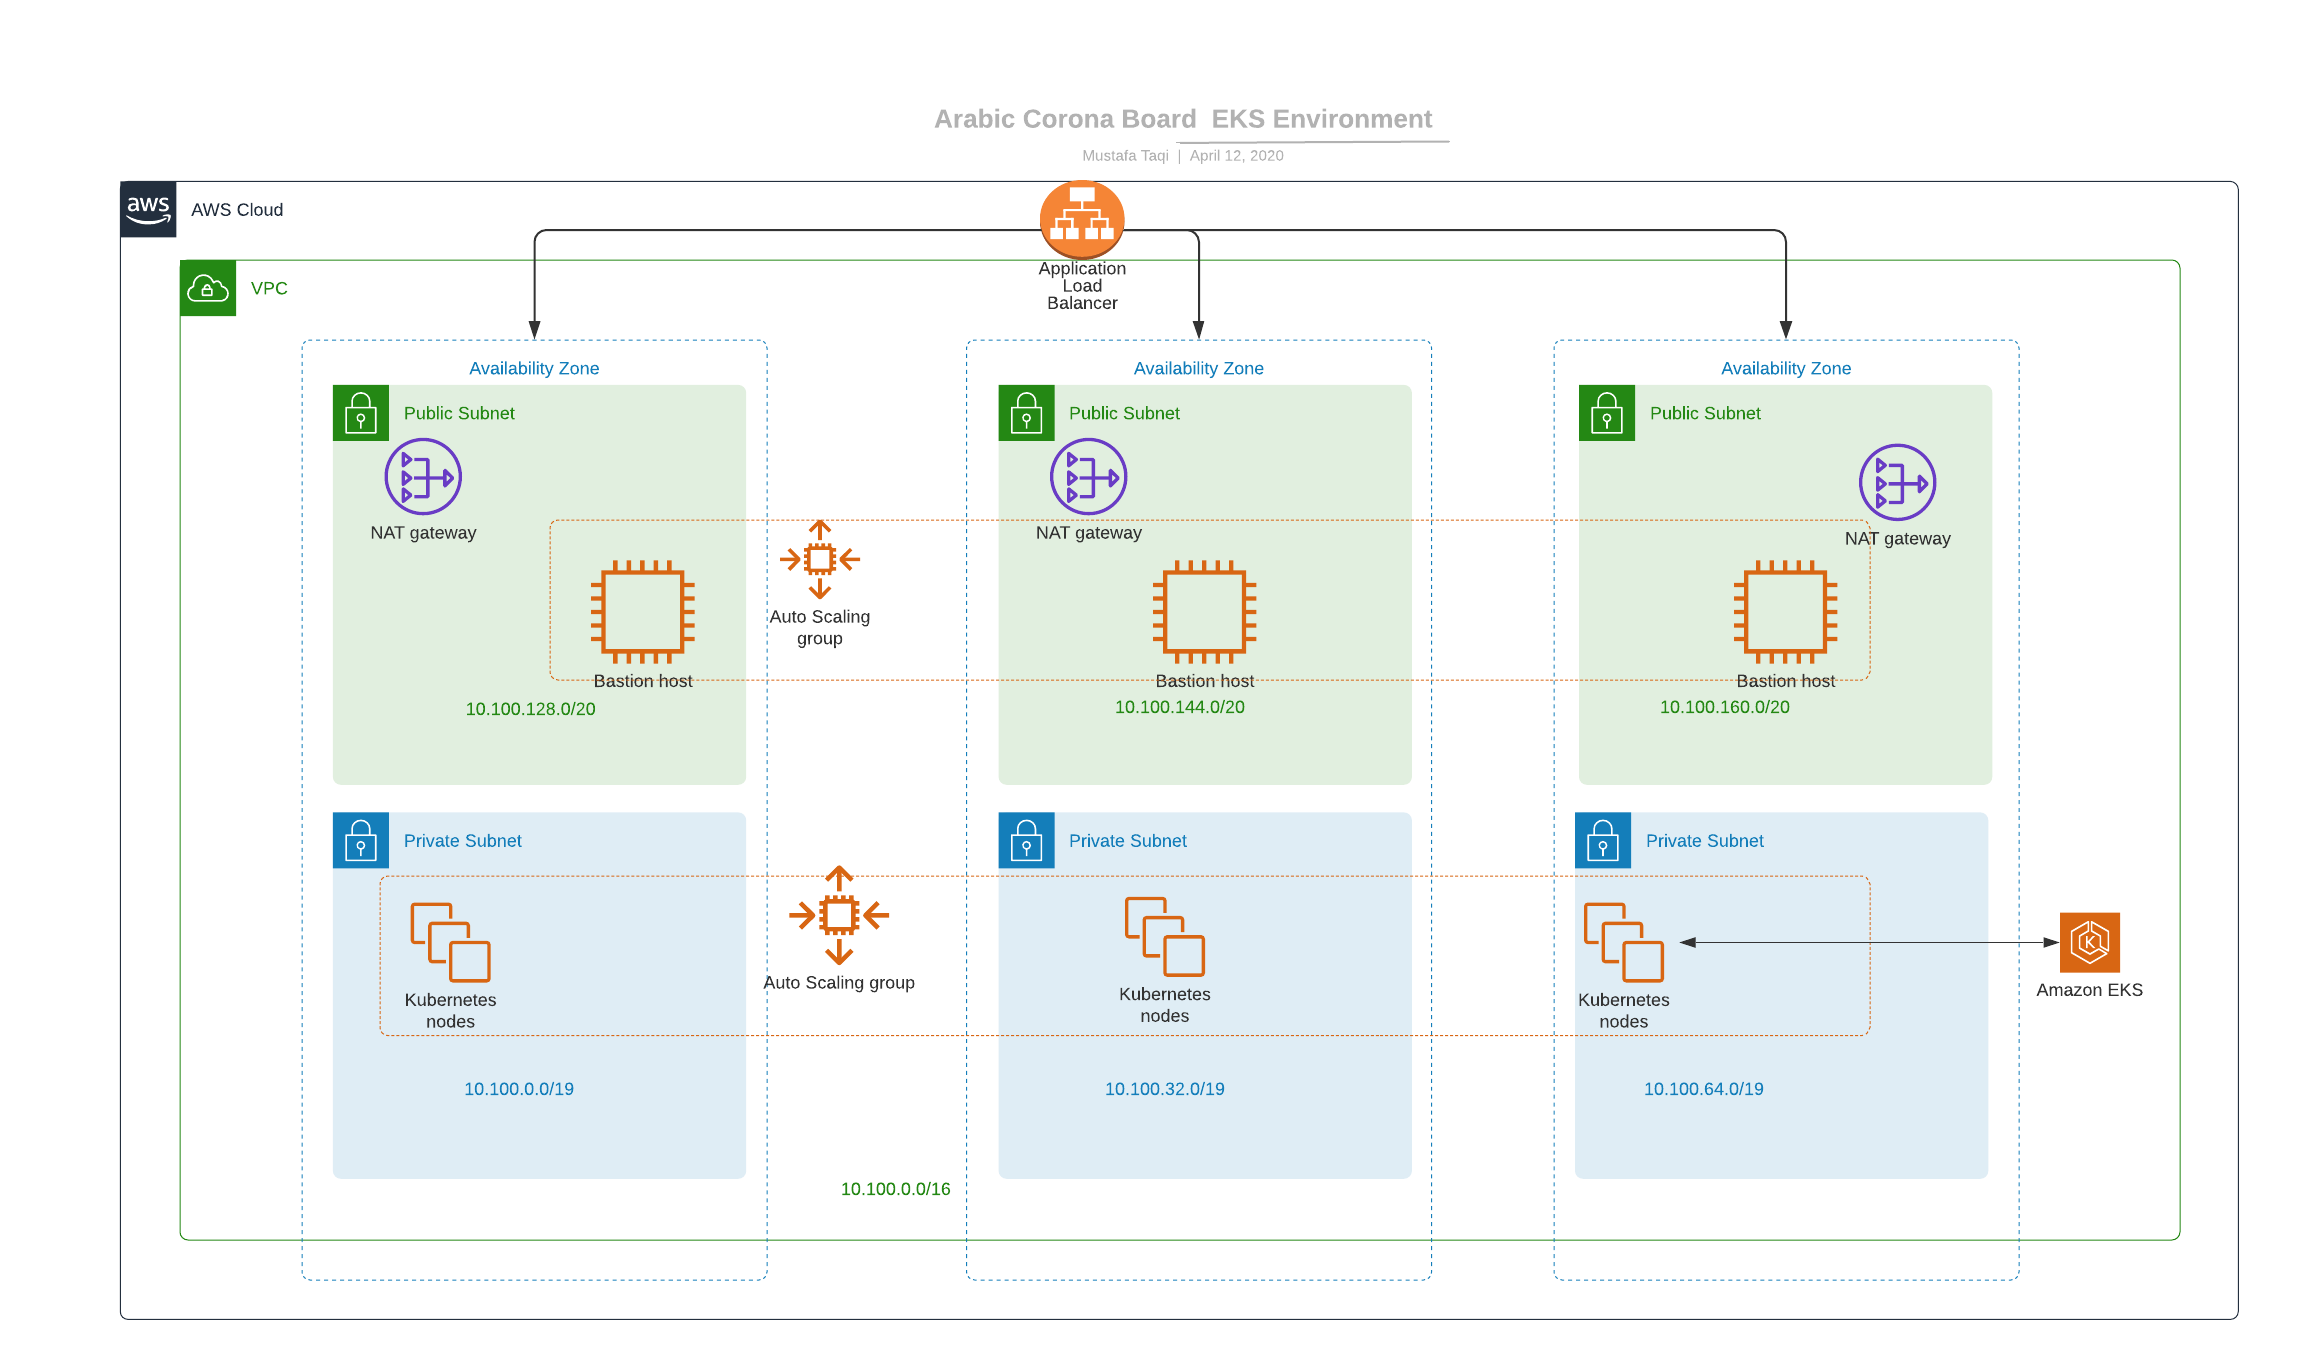 Arabic Corona Board  EKS Environment
Mustafa Taqi | April 12, 2020
aws
AWS Cloud
Application
Load
Balancer
VPC
Availability Zone
Availability Zone
Availability Zone
Public Subnet
Public Subnet
Public Subnet
NAT gateway
NAT gateway
NAT gateway
Auto Scaling
group
Bastion host
Bastion host
Bastion host
10.100.128.0/20
10.100.144.0/20
10.100.160.0/20
Private Subnet
Private Subnet
Private Subnet
Kubernetes
nodes
Auto Scaling group
Kubernetes
nodes
Kubernetes
nodes
K
Amazon EKS
10.100.0.0/19
10.100.32.0/19
10.100.64.0/19
10.100.0.0/16